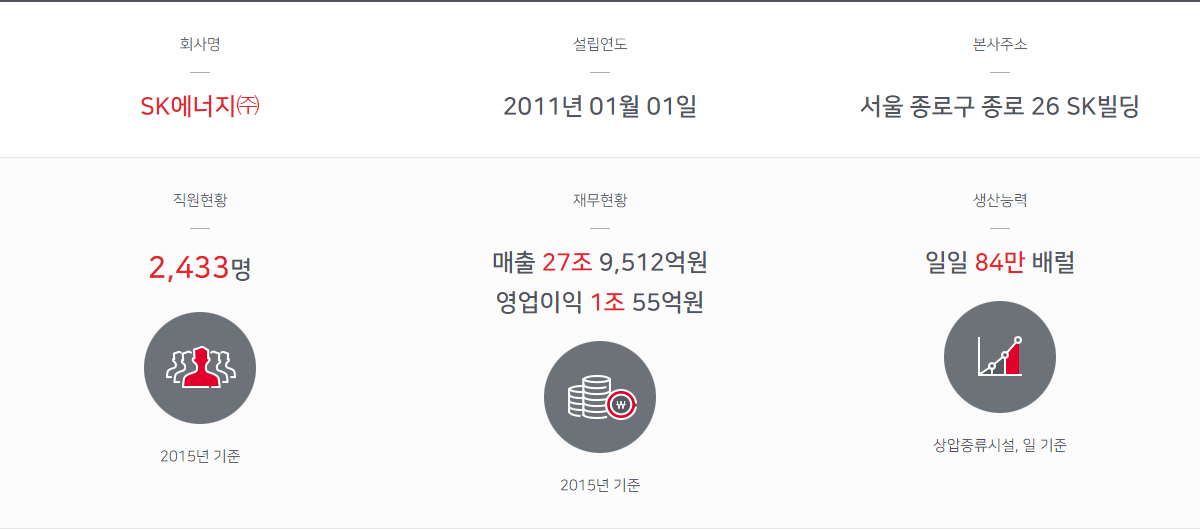 회사명
SK에너지㈜
설립연도
2011년 01월 01일
본사주소
서울 종로구 종로 26 SK빌딩
직원현황
2,433명
2015년 기준
재무현황
매출 27조 9,512억원
영업이익 1조 55억원
₩
2015년 기준
생산능력
일일 84만 배럴
상압증류시설, 일 기준